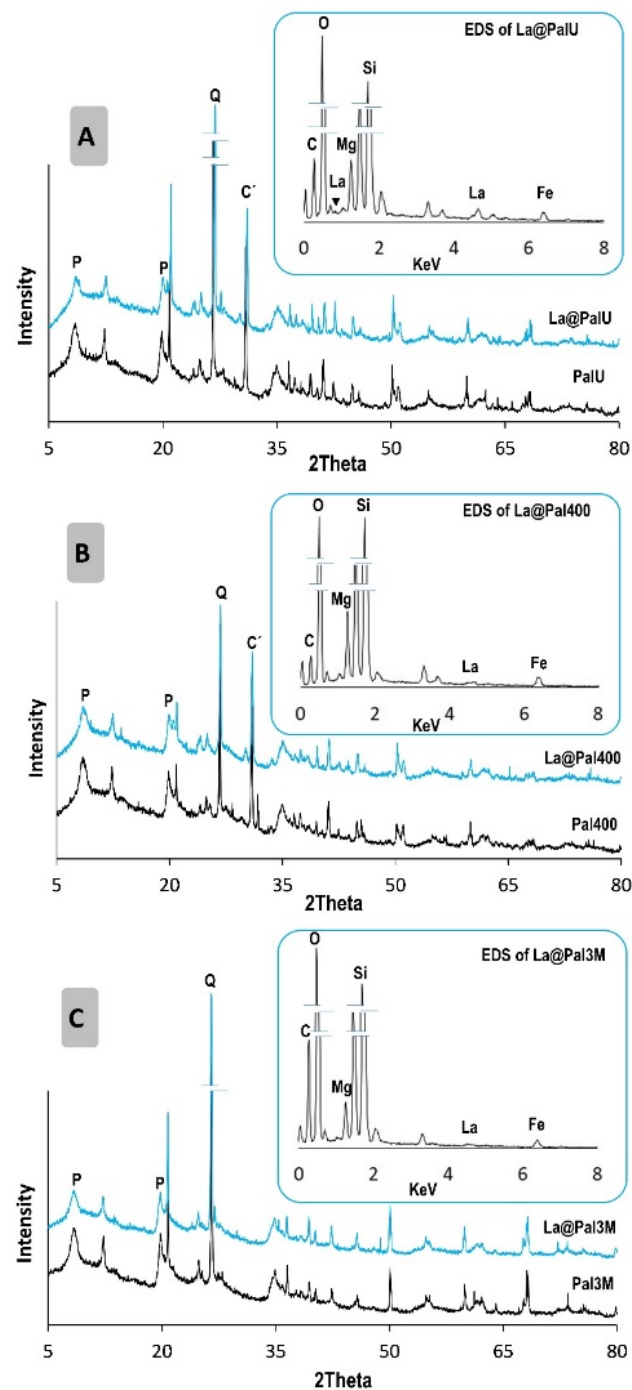 EDS of La@PalU
O
Si
Q
A
C
Mg
La
C´
La
Fe
0 2 4 6 8
KeV
P
P
La@PalU
PalU
Intensity
5 20 35 50 65 80
2Theta
EDS of La@Pal400
O
Si
B
Q
Mg
C´
C
La
Fe
0 2 4 6 8
KeV
P
P
La@Pal400
Pal400
Intensity
5 20 35 50 65 80
2Theta
EDS of La@Pal3M
O
Si
Q
C
C
Mg
La
Fe
0 2 4 6 8
KeV
P
P
La@Pal3M
Pal3M
Intensity
5 20 35 50 65 80
2Theta